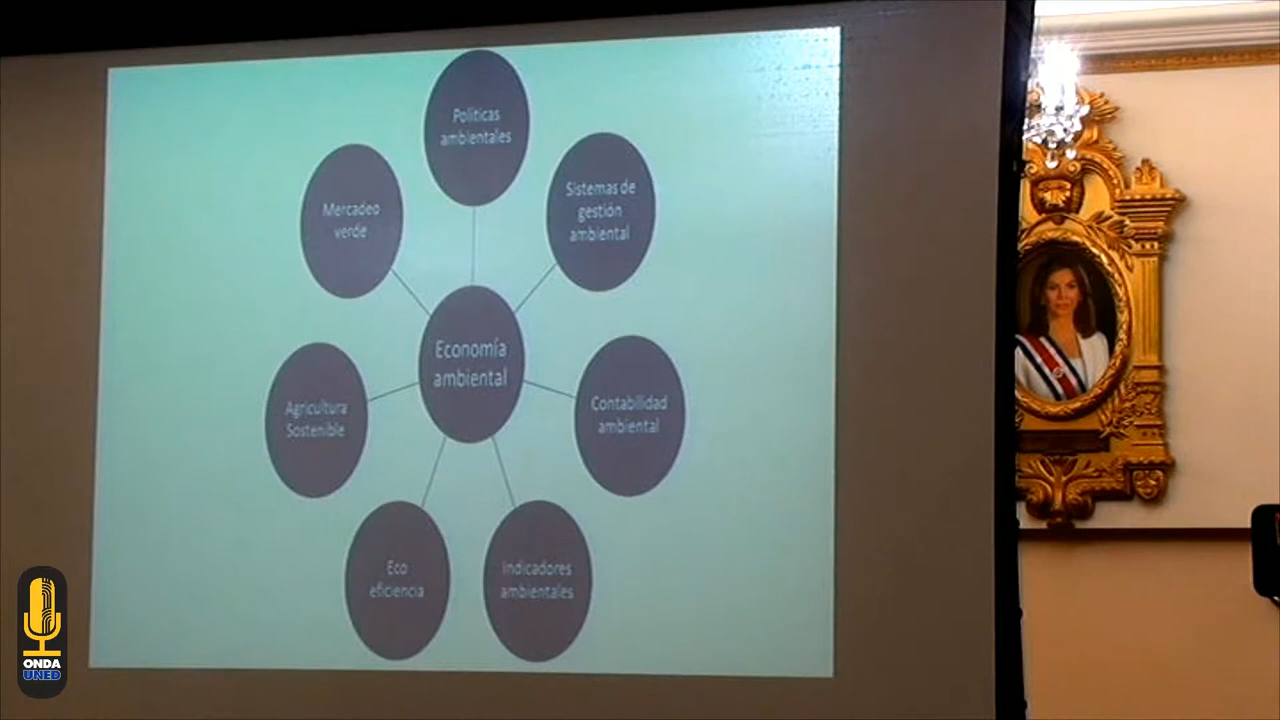 Políticas
ambientales
Sistemas de
gestión
ambiental
Mercadeo
verde
Economía
ambiental
Contabilidad
ambiental
Agricultura
Sostenible
Eco
eficiencia
Indicadores
ambientales
ONDA
UNED